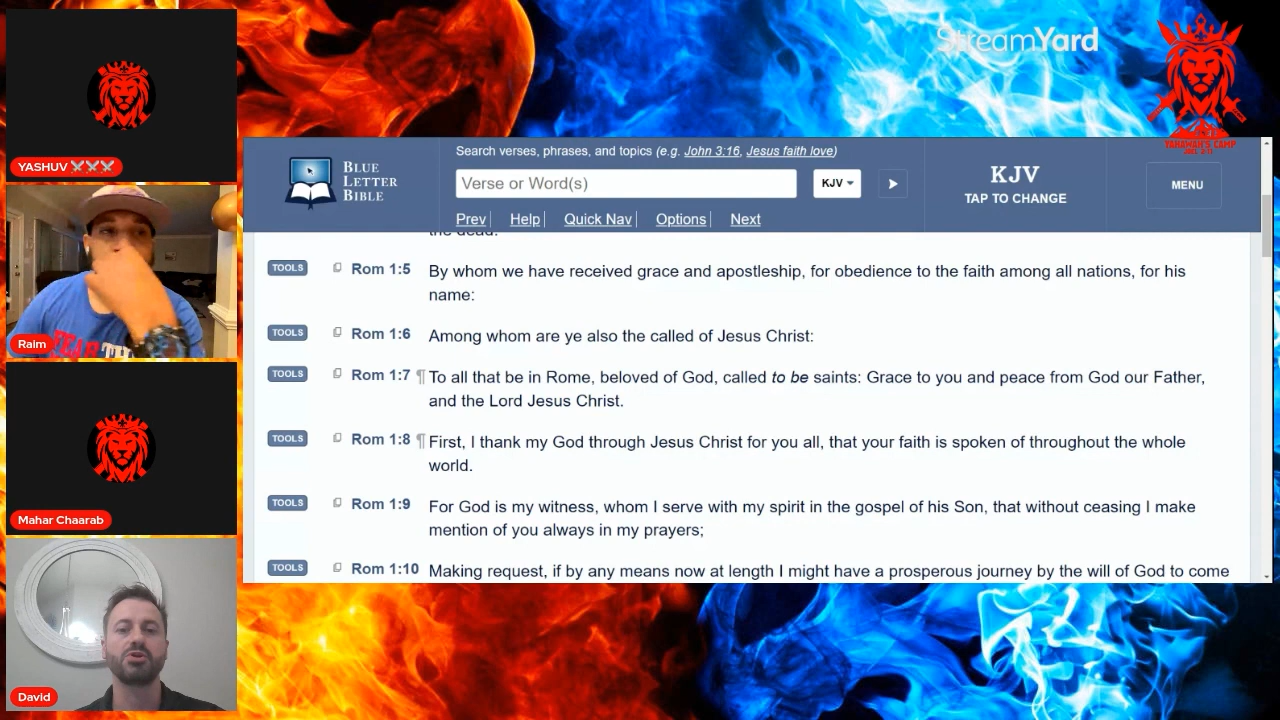 StreamYard
YAHAWAH'S CAMP
YASHUV
Raim
FEAR TH
Mahar Chaarab
David
BLUE
LETTER
BIBLE
Search verses, phrases, and topics (e.g. John 3:16, Jesus faith love)
Verse or Word(s)
KJV
Prev Help Quick Nav Options Next
KJV
TAP TO CHANGE
MENU
the dead:
TOOLS Rom 1:5 By whom we have received grace and apostleship, for obedience to the faith among all nations, for his
name:
TOOLS Rom 1:6 Among whom are ye also the called of Jesus Christ:
TOOLS Rom 1:7 ¶ To all that be in Rome, beloved of God, called to be saints: Grace to you and peace from God our Father,
and the Lord Jesus Christ.
TOOLS Rom 1:8 ¶ First, I thank my God through Jesus Christ for you all, that your faith is spoken of throughout the whole
world.
TOOLS Rom 1:9 For God is my witness, whom I serve with my spirit in the gospel of his Son, that without ceasing I make
mention of you always in my prayers;
TOOLS Rom 1:10 Making request, if by any means now at length I might have a prosperous journey by the will of God to come